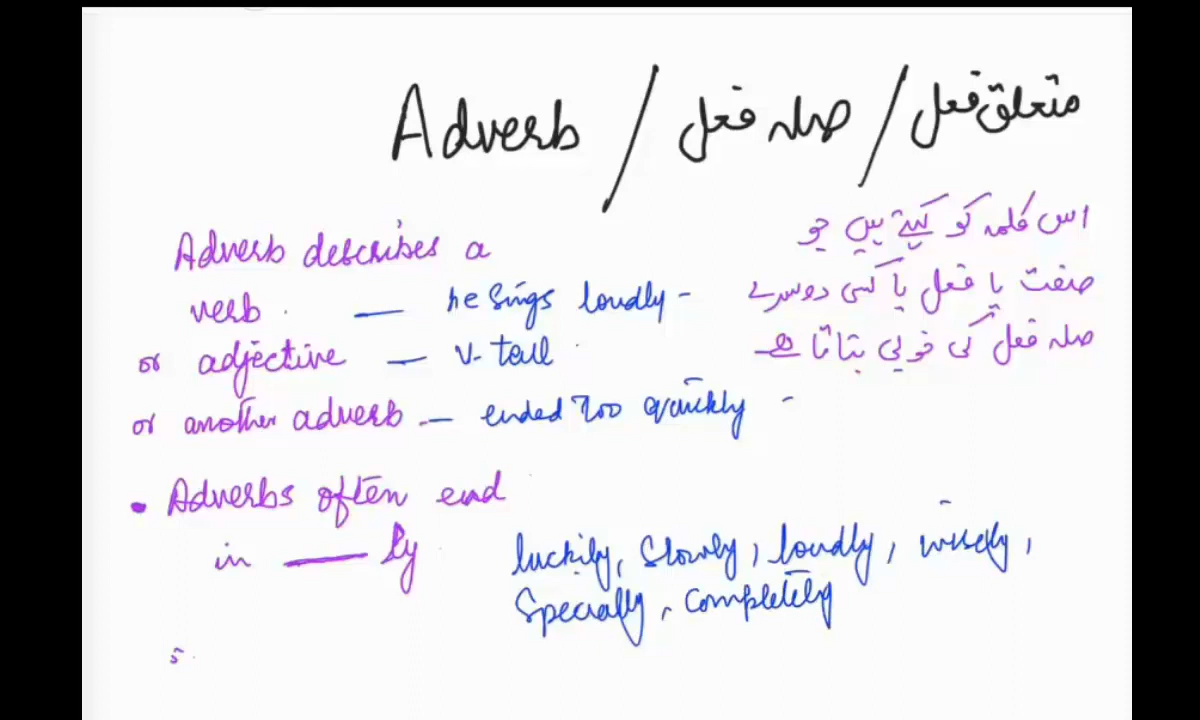 Adverb / صلہ فعل / متعلق فعل
Adverb describes a
verb — he sings loudly -
or adjective — v. tall
or another adverb — ended too quickly -
اس کلمہ کو کہتے ہیں جو
صفت یا فعل یا کسی دوسرے
صلہ فعل کی خوبی بتاتا ہے
• Adverbs often end
in —— ly
luckily, slowly, loudly, wisely,
specially, completely